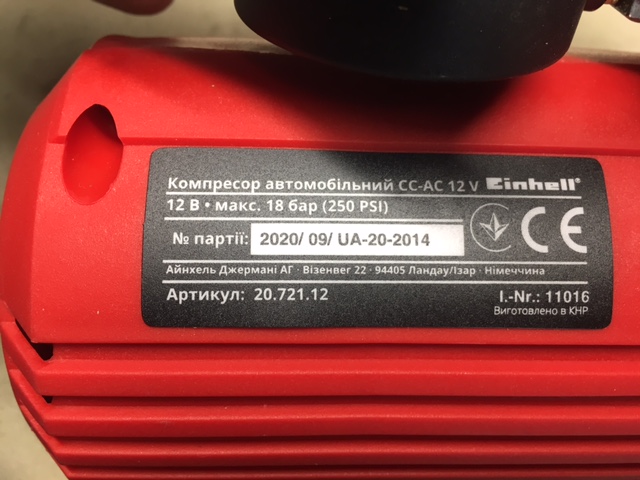 Компресор автомобільний CC-AC 12 V Einhell®
12 В • макс. 18 бар (250 PSI)
№ партії: 2020/ 09/ UA-20-2014
CE
Айнхель Джермані АГ · Візенвег 22 · 94405 Ландау/Ізар · Німеччина
Артикул: 20.721.12 I.-Nr.: 11016
Виготовлено в КНР